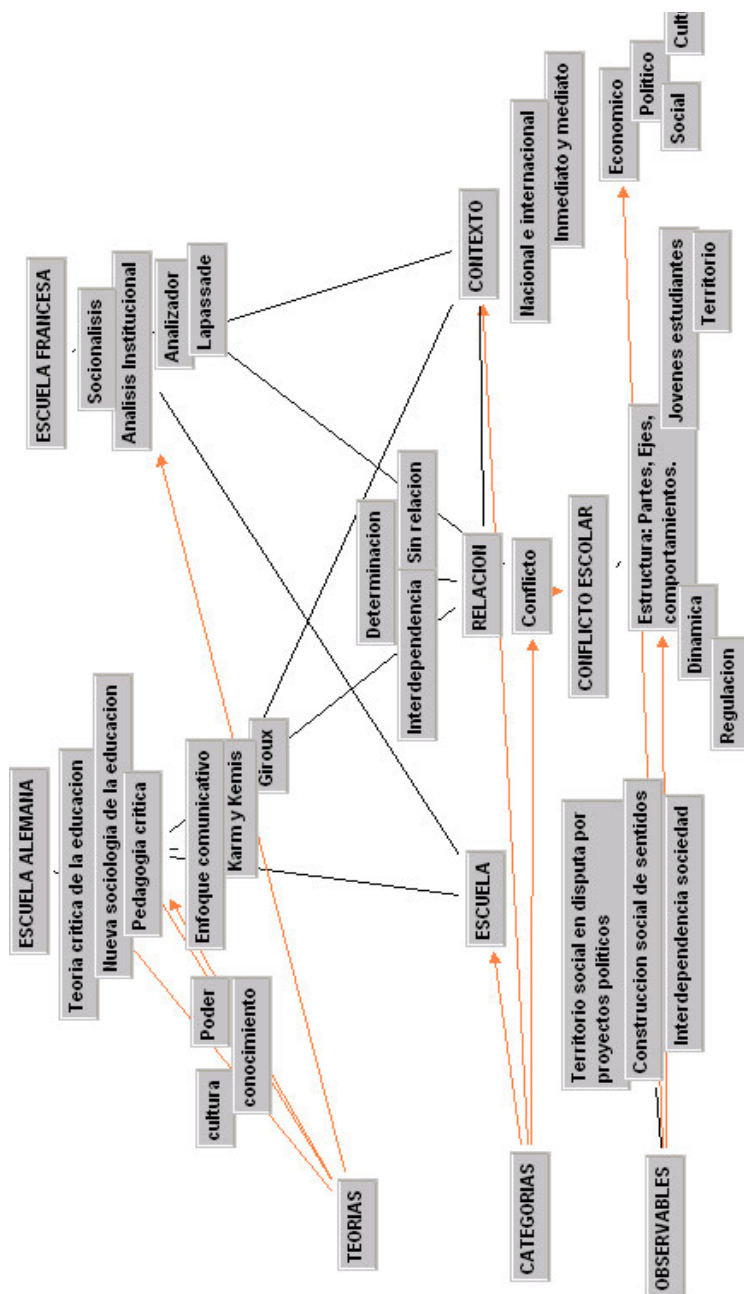 ESCUELA ALEMANA
Teoria critica de la educacion
Nueva sociologia de la educacion
Pedagogia critica
ESCUELA FRANCESA
Socionalisis
Analisis Institucional
Analizador
Lapassade
cultura
Poder
conocimiento
Enfoque comunicativo
Karm y Kemis
Giroux
TEORIAS
Determinacion
Interdependencia
Sin relacion
CATEGORIAS
ESCUELA
RELACION
CONTEXTO
Conflicto
Nacional e internacional
Inmediato y mediato
CONFLICTO ESCOLAR
OBSERVABLES
Territorio social en disputa por
proyectos politicos
Construccion social de sentidos
Interdependencia sociedad
Estructura: Partes, Ejes,
comportamientos.
Dinamica
Regulacion
Jovenes estudiantes
Territorio
Economico
Politico
Social
Cult